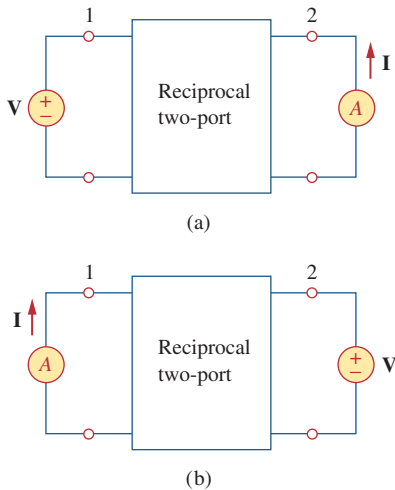 1 2
I
V + − Reciprocal two-port A
(a)
1 2
I
A Reciprocal two-port + − V
(b)